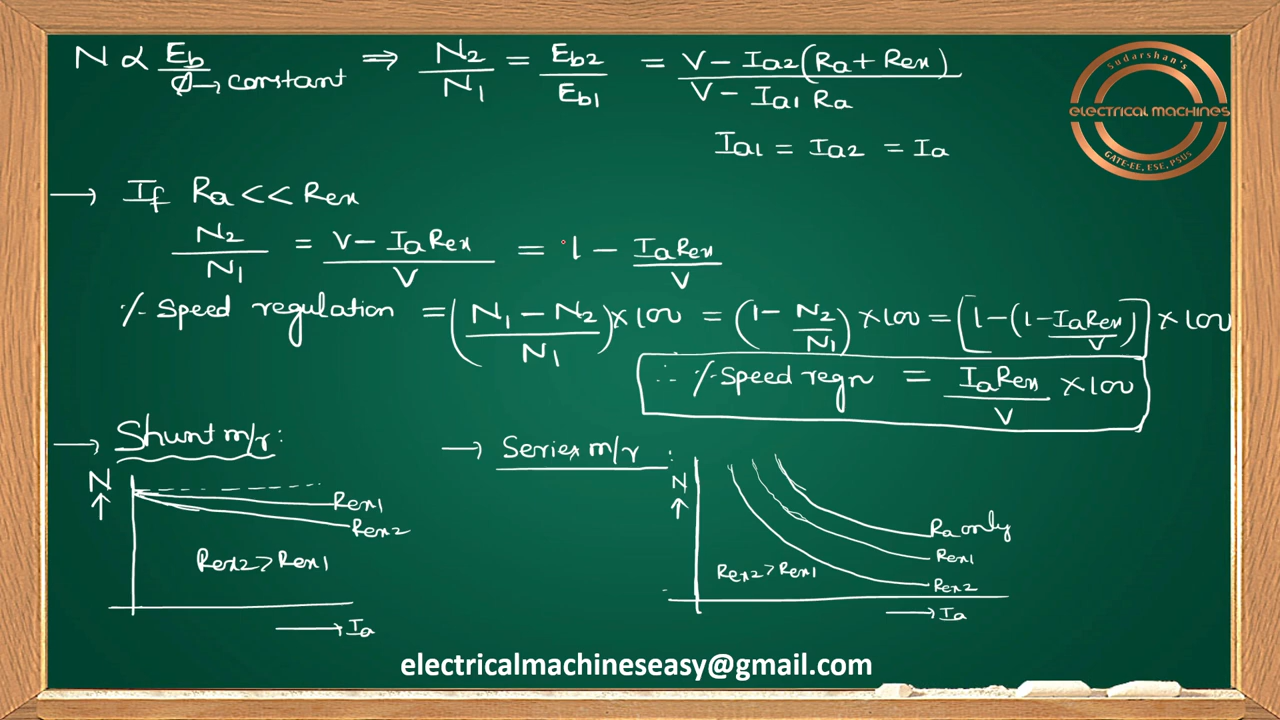 N ∝ Eb/ϕ → constant ⇒ N2/N1 = Eb2/Eb1 = V - Ia2(Ra + Rex) / V - Ia1 Ra
Sudarshan's
ELECTRICAL MACHINES
GATE-EE, ESE, PSUS
Ia1 = Ia2 = Ia
→ If Ra << Rex
N2/N1 = V - IaRex / V = 1 - IaRex/V
% Speed regulation = (N1 - N2 / N1) × 100 = (1 - N2/N1) × 100 = [1 - (1 - IaRex/V)] × 100
∴ % Speed regn = IaRex/V × 100
→ Shunt m/r:
N ↑
Rex1
Rex2
Rex2 > Rex1
→ Ia
→ Series m/r :
N ↑
Ra only
Rex1
Rex2 > Rex1
Rex2
→ Ia
electricalmachineseasy@gmail.com